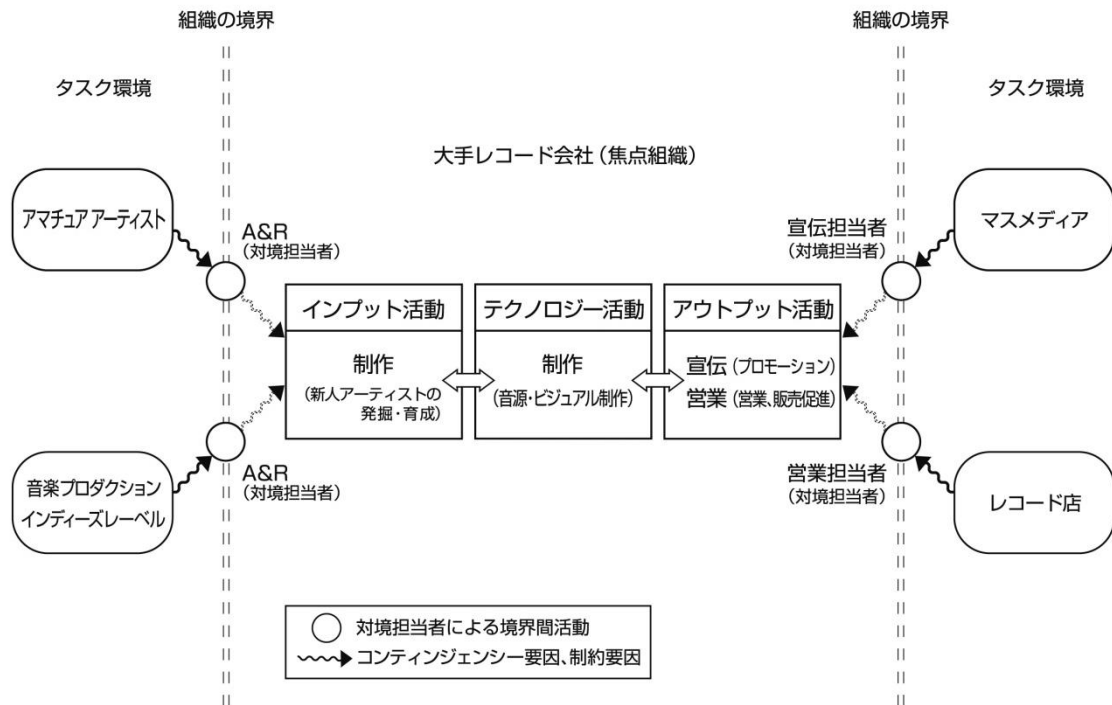 組織の境界
組織の境界
タスク環境
タスク環境
大手レコード会社(焦点組織)
アマチュア アーティスト
A&R
(対境担当者)
宣伝担当者
(対境担当者)
マスメディア
インプット活動
テクノロジー活動
アウトプット活動
制作
(新人アーティストの
発掘・育成)
制作
(音源・ビジュアル制作)
宣伝(プロモーション)
営業(営業、販売促進)
音楽プロダクション
インディーズレーベル
A&R
(対境担当者)
営業担当者
(対境担当者)
レコード店
対境担当者による境界間活動
コンティンジェンシー要因、制約要因